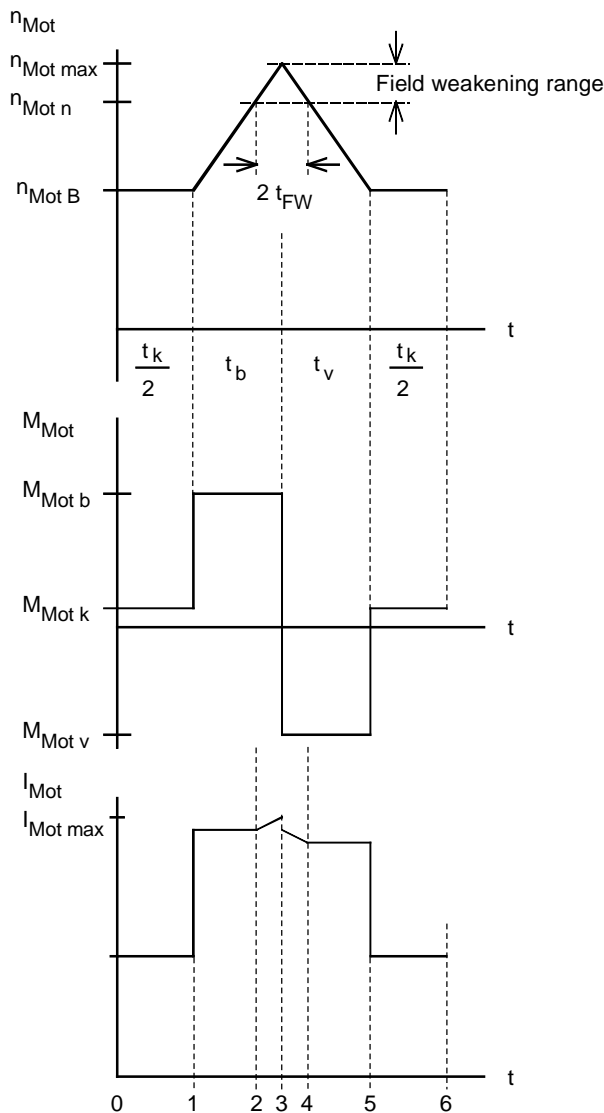 n Mot
n Mot max
n Mot n
Field weakening range
n Mot B
2 t FW
t
t k
2
t b
t v
t k
2
M Mot
M Mot b
M Mot k
t
M Mot v
I Mot
I Mot max
t
0 1 2 3 4 5 6